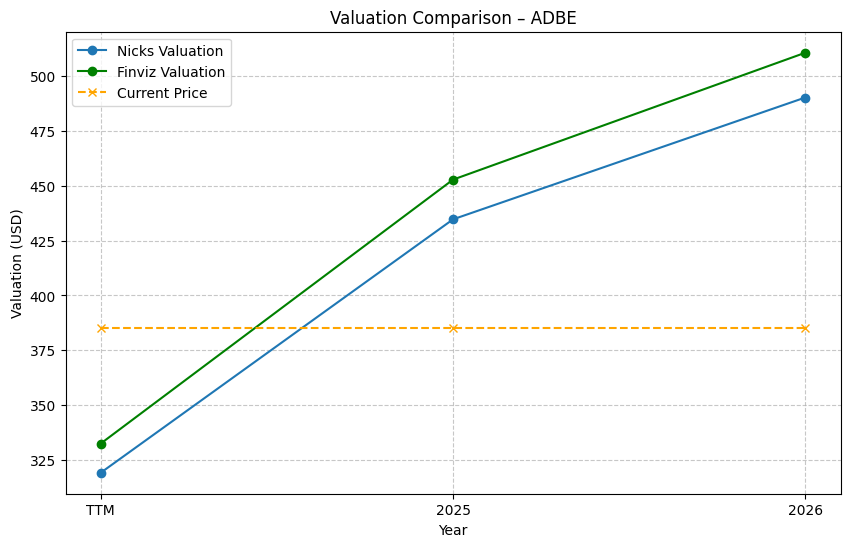 Valuation Comparison – ADBE
Nicks Valuation
Finviz Valuation
Current Price
Valuation (USD)
500
475
450
425
400
375
350
325
TTM
2025
2026
Year